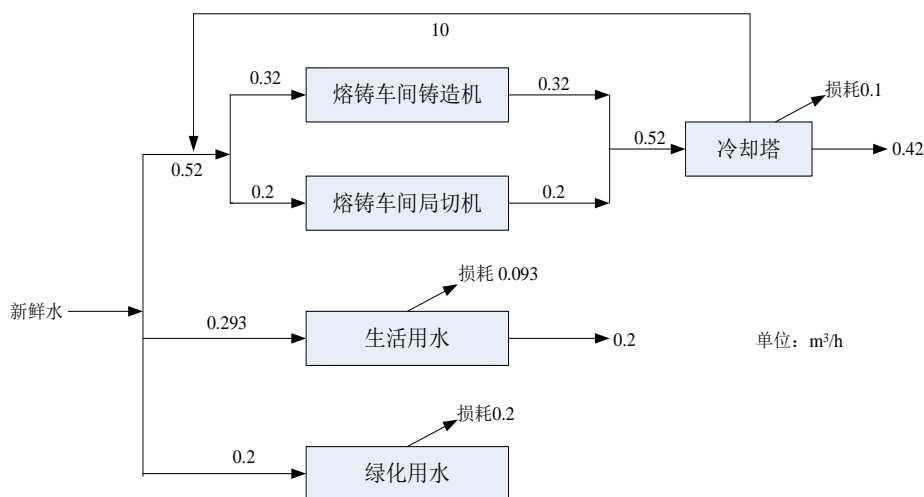 10
0.32
熔铸车间铸造机
0.32
损耗0.1
0.52
0.52
冷却塔
0.42
0.2
熔铸车间局切机
0.2
损耗 0.093
新鲜水
0.293
生活用水
0.2
单位：m³/h
损耗0.2
0.2
绿化用水